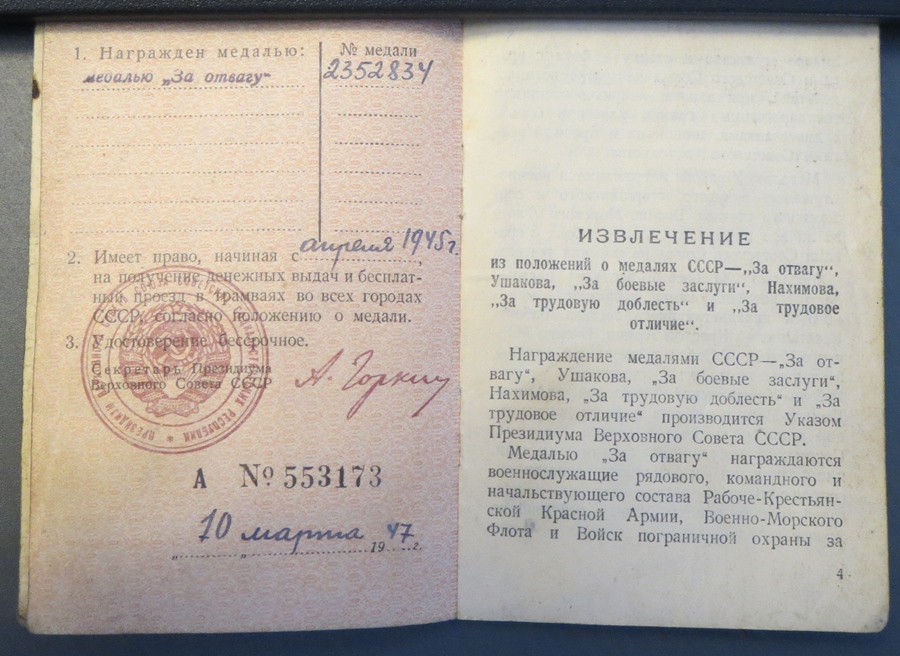 1. Награжден медалью:
медалью „За отвагу"
№ медали
2352834
апреля 1945г.
2. Имеет право, начиная с
на получение денежных выдач и бесплат-
ный проезд в трамваях во всех городах
СССР, согласно положению о медали.
3. Удостоверение бессрочное.
Секретарь Президиума
Верховного Совета СССР
А. Горкин
А № 553173
10 марта 1947 г.
ИЗВЛЕЧЕНИЕ
из положений о медалях СССР—„За отвагу",
Ушакова, „За боевые заслуги", Нахимова,
„За трудовую доблесть" и „За трудовое
отличие".
Награждение медалями СССР—„За от-
вагу", Ушакова, „За боевые заслуги",
Нахимова, „За трудовую доблесть" и „За
трудовое отличие" производится Указом
Президиума Верховного Совета СССР.
Медалью „За отвагу" награждаются
военнослужащие рядового, командного и
начальствующего состава Рабоче-Крестьян-
ской Красной Армии, Военно-Морского
Флота и Войск пограничной охраны за
4